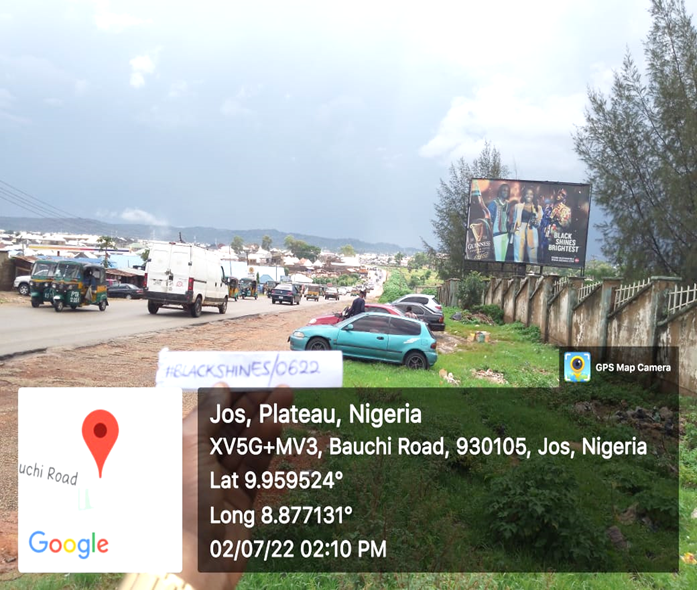 GUINNESS
BLACK
SHINES
BRIGHTEST
#BLACKSHINES/0622
GPS Map Camera
uchi Road
Google
Jos, Plateau, Nigeria
XV5G+MV3, Bauchi Road, 930105, Jos, Nigeria
Lat 9.959524°
Long 8.877131°
02/07/22 02:10 PM